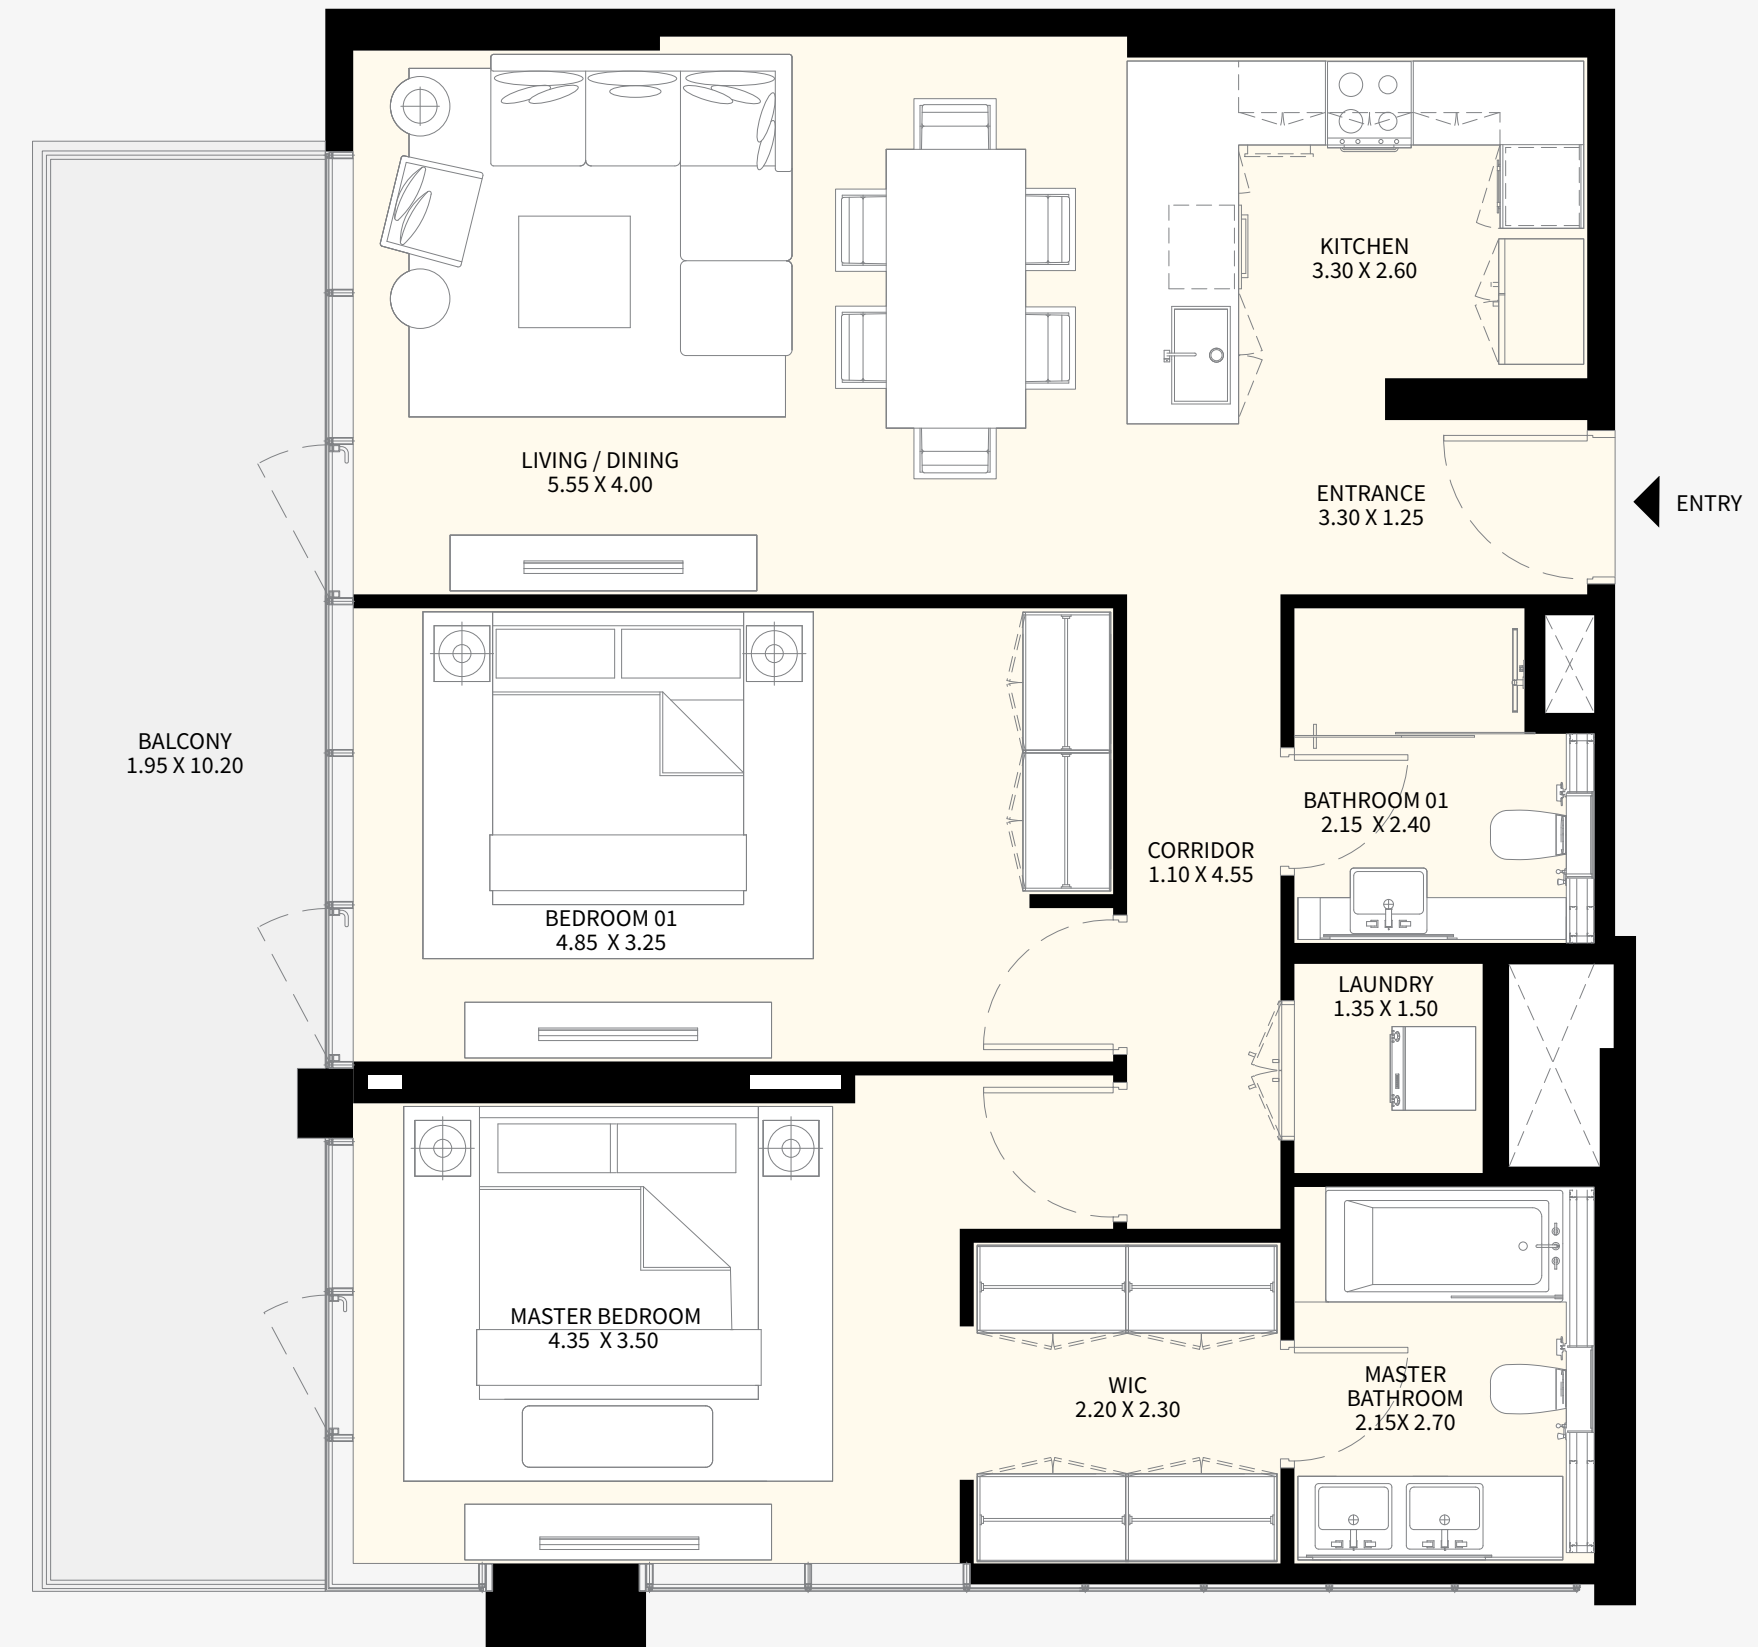 KITCHEN
3.30 X 2.60
LIVING / DINING
5.55 X 4.00
ENTRANCE
3.30 X 1.25
ENTRY
BALCONY
1.95 X 10.20
BATHROOM 01
2.15 X 2.40
CORRIDOR
1.10 X 4.55
BEDROOM 01
4.85 X 3.25
LAUNDRY
1.35 X 1.50
MASTER BEDROOM
4.35 X 3.50
WIC
2.20 X 2.30
MASTER
BATHROOM
2.15X 2.70